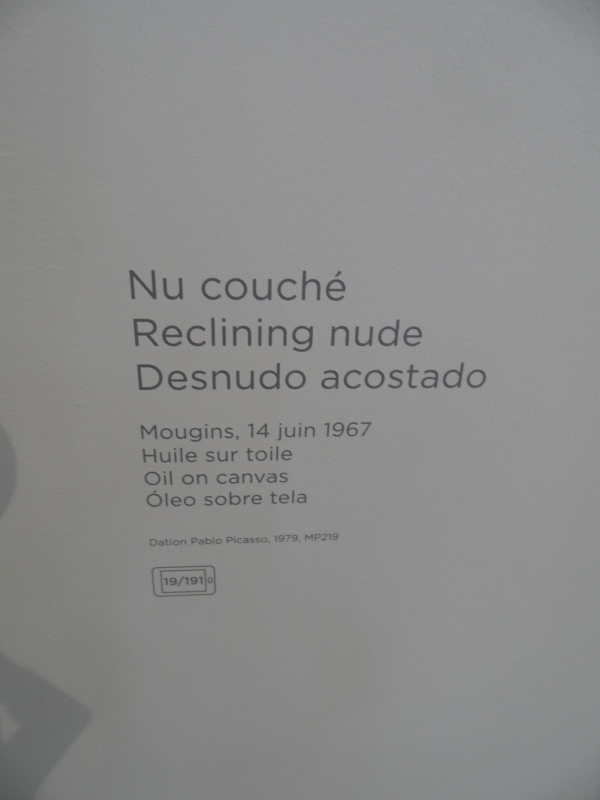 Nu couché
Reclining nude
Desnudo acostado
Mougins, 14 juin 1967
Huile sur toile
Oil on canvas
Óleo sobre tela
Dation Pablo Picasso, 1979, MP219
19/191